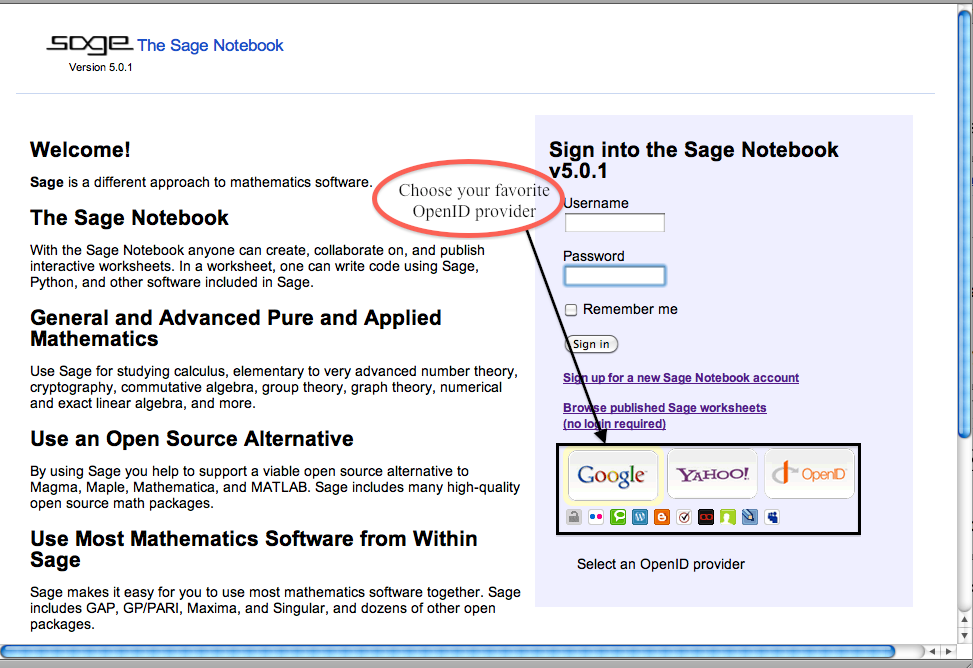 sage The Sage Notebook
Version 5.0.1
Welcome!
Sage is a different approach to mathematics software.
The Sage Notebook
With the Sage Notebook anyone can create, collaborate on, and publish
interactive worksheets. In a worksheet, one can write code using Sage,
Python, and other software included in Sage.
General and Advanced Pure and Applied
Mathematics
Use Sage for studying calculus, elementary to very advanced number theory,
cryptography, commutative algebra, group theory, graph theory, numerical
and exact linear algebra, and more.
Use an Open Source Alternative
By using Sage you help to support a viable open source alternative to
Magma, Maple, Mathematica, and MATLAB. Sage includes many high-quality
open source math packages.
Use Most Mathematics Software from Within
Sage
Sage makes it easy for you to use most mathematics software together. Sage
includes GAP, GP/PARI, Maxima, and Singular, and dozens of other open
packages.
Choose your favorite
OpenID provider
Sign into the Sage Notebook
v5.0.1
Username
Password
Remember me
Sign in
Sign up for a new Sage Notebook account
Browse published Sage worksheets
(no login required)
Google YAHOO! OpenID
Select an OpenID provider